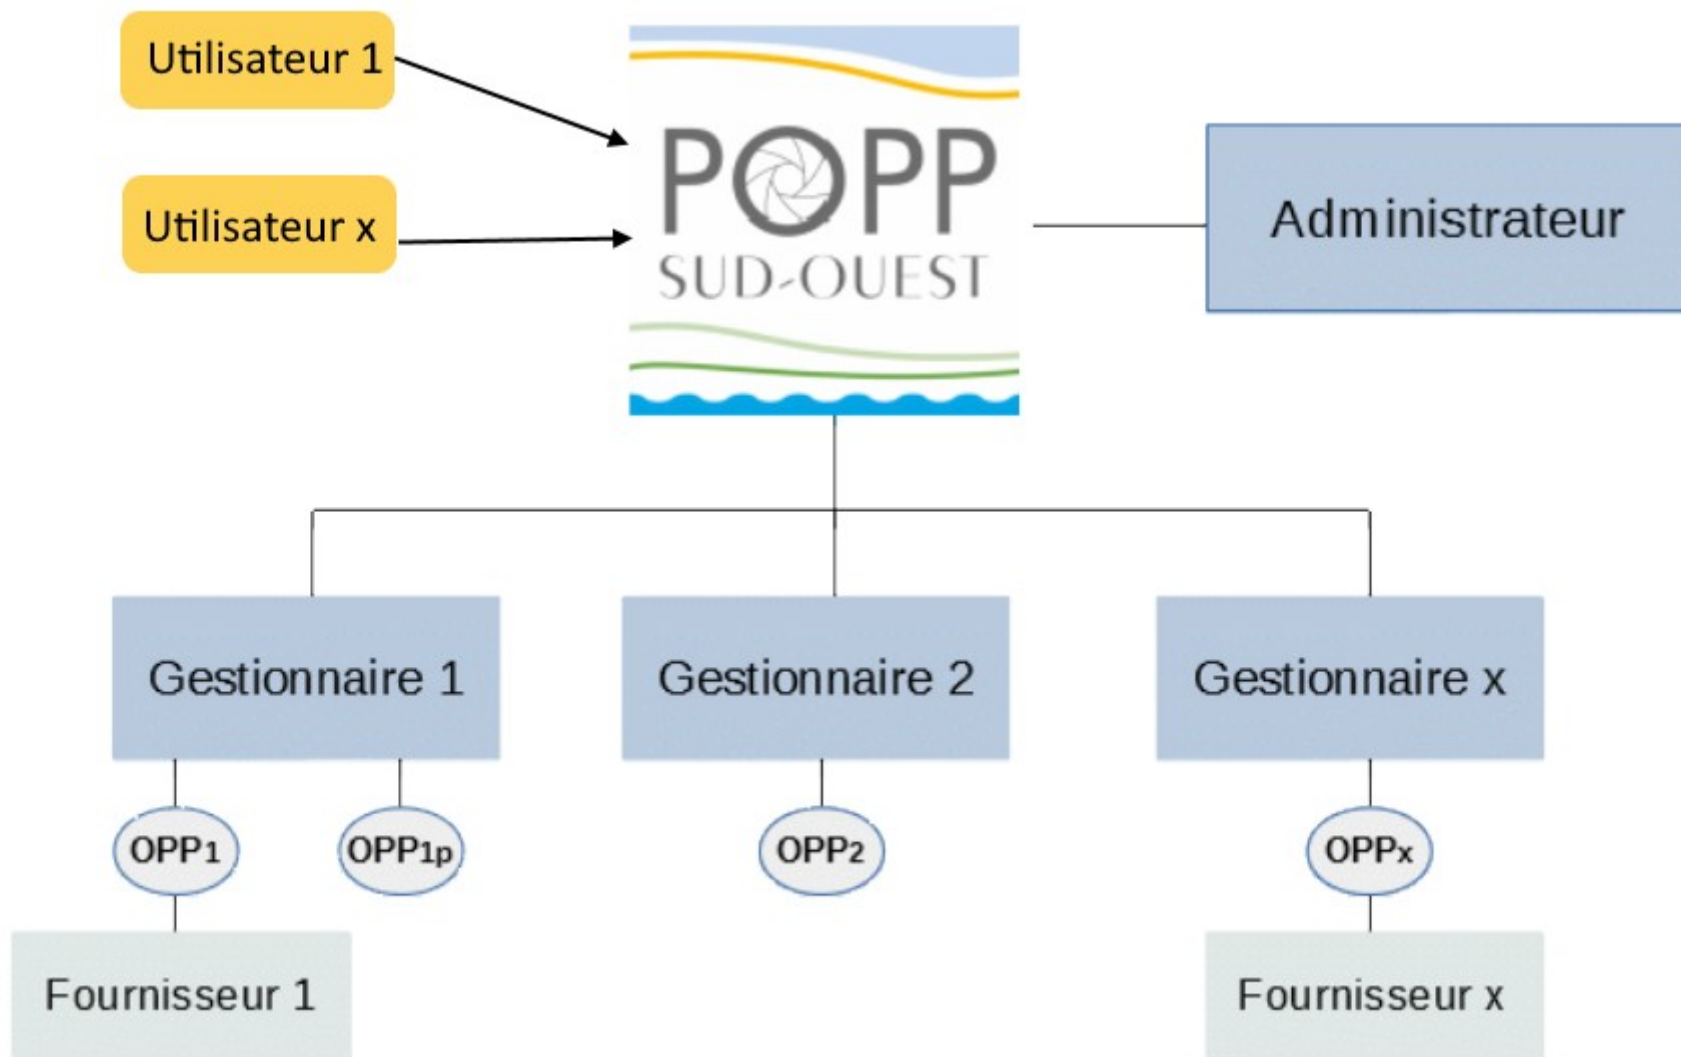 Utilisateur 1
Utilisateur x
POPP
SUD-OUEST
Administrateur
Gestionnaire 1
Gestionnaire 2
Gestionnaire x
OPP1
OPP1p
OPP2
OPPx
Fournisseur 1
Fournisseur x